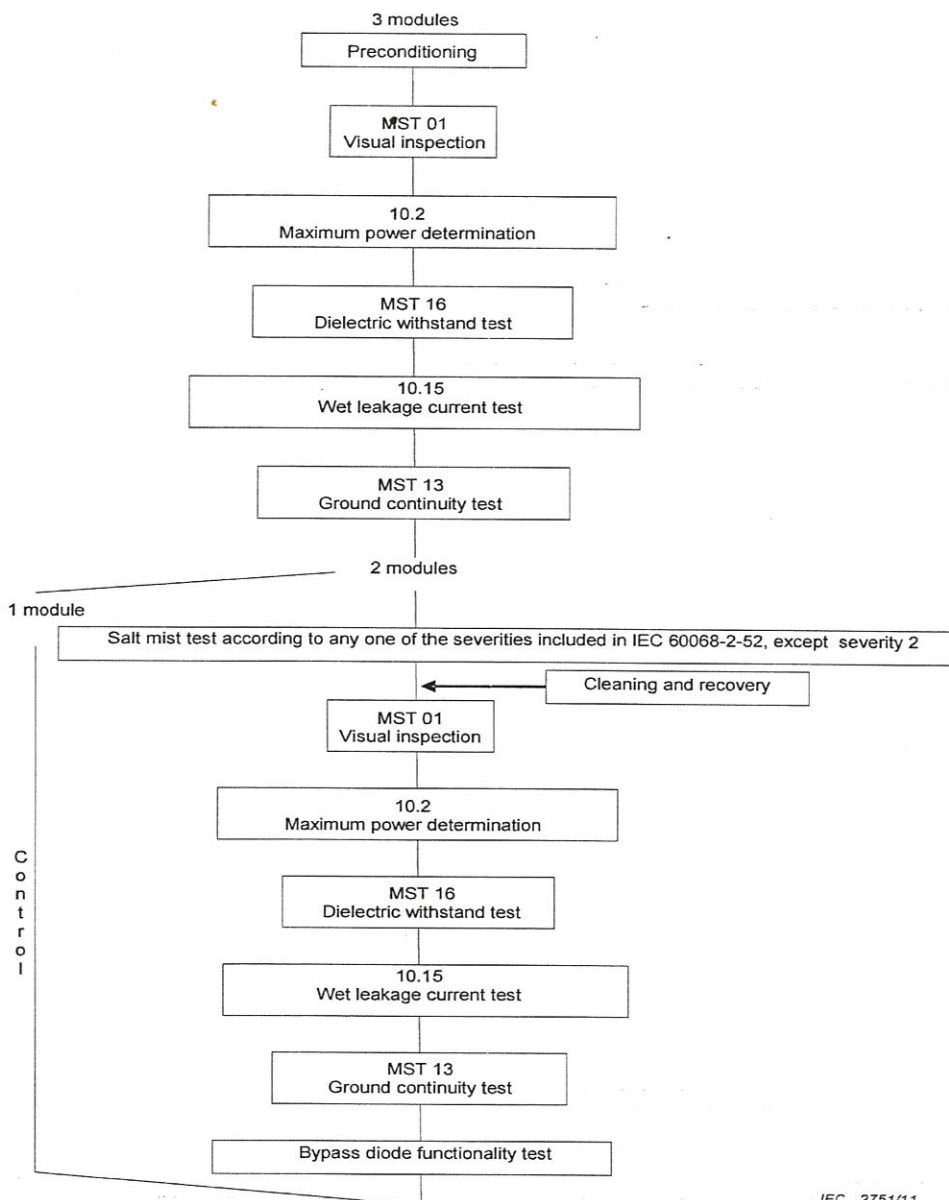 3 modules
Preconditioning
MST 01
Visual inspection
10.2
Maximum power determination
MST 16
Dielectric withstand test
10.15
Wet leakage current test
MST 13
Ground continuity test
2 modules
1 module
Salt mist test according to any one of the severities included in IEC 60068-2-52, except severity 2
Cleaning and recovery
MST 01
Visual inspection
10.2
Maximum power determination
MST 16
Dielectric withstand test
10.15
Wet leakage current test
MST 13
Ground continuity test
Bypass diode functionality test
Control
IEC 2751/11